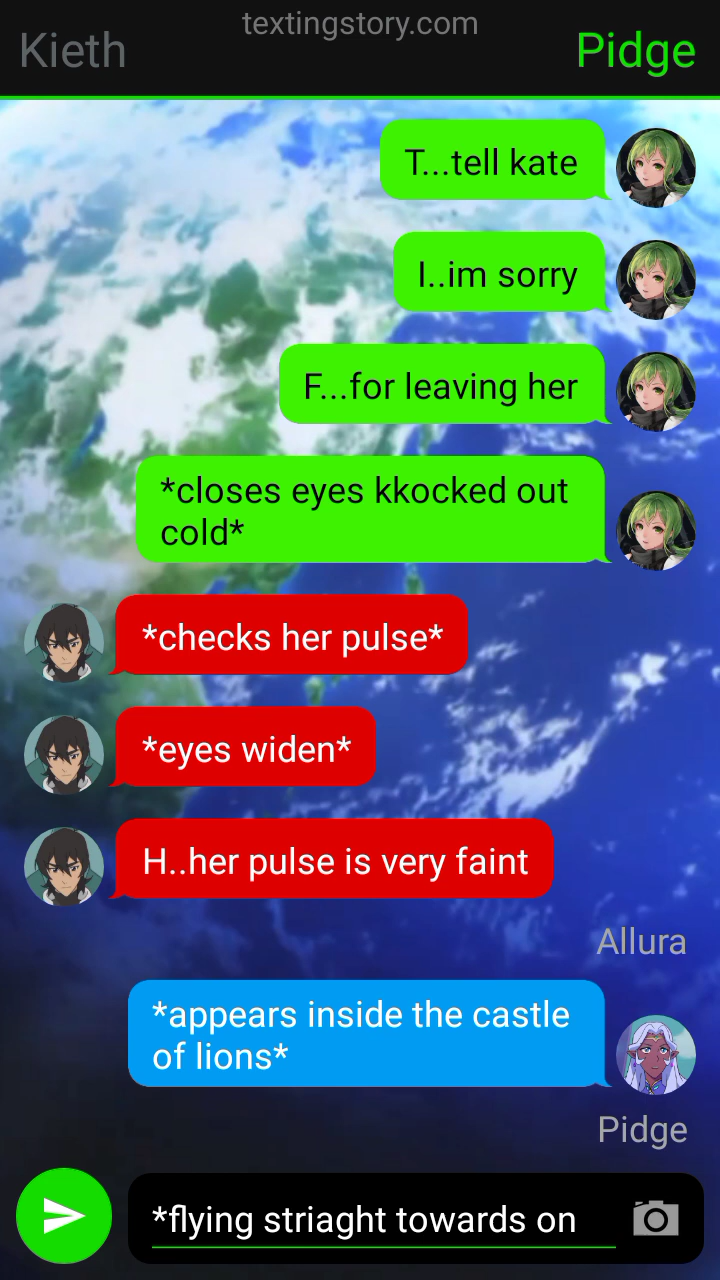 textingstory.com
Kieth
Pidge
T...tell kate
I..im sorry
F...for leaving her
*closes eyes kkocked out
cold*
*checks her pulse*
*eyes widen*
H..her pulse is very faint
Allura
*appears inside the castle
of lions*
Pidge
*flying striaght towards on